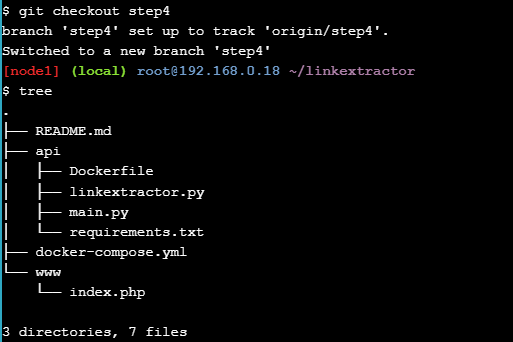 $ git checkout step4
branch 'step4' set up to track 'origin/step4'.
Switched to a new branch 'step4'
[node1] (local) root@192.168.0.18 ~/linkextractor
$ tree
.
├── README.md
├── api
│   ├── Dockerfile
│   ├── linkextractor.py
│   ├── main.py
│   └── requirements.txt
├── docker-compose.yml
└── www
    └── index.php

3 directories, 7 files